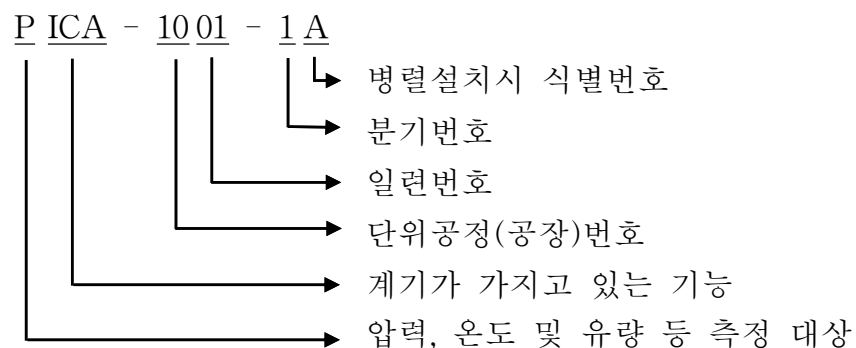 P ICA - 10 01 - 1 A
병렬설치시 식별번호
분기번호
일련번호
단위공정(공장)번호
계기가 가지고 있는 기능
압력, 온도 및 유량 등 측정 대상